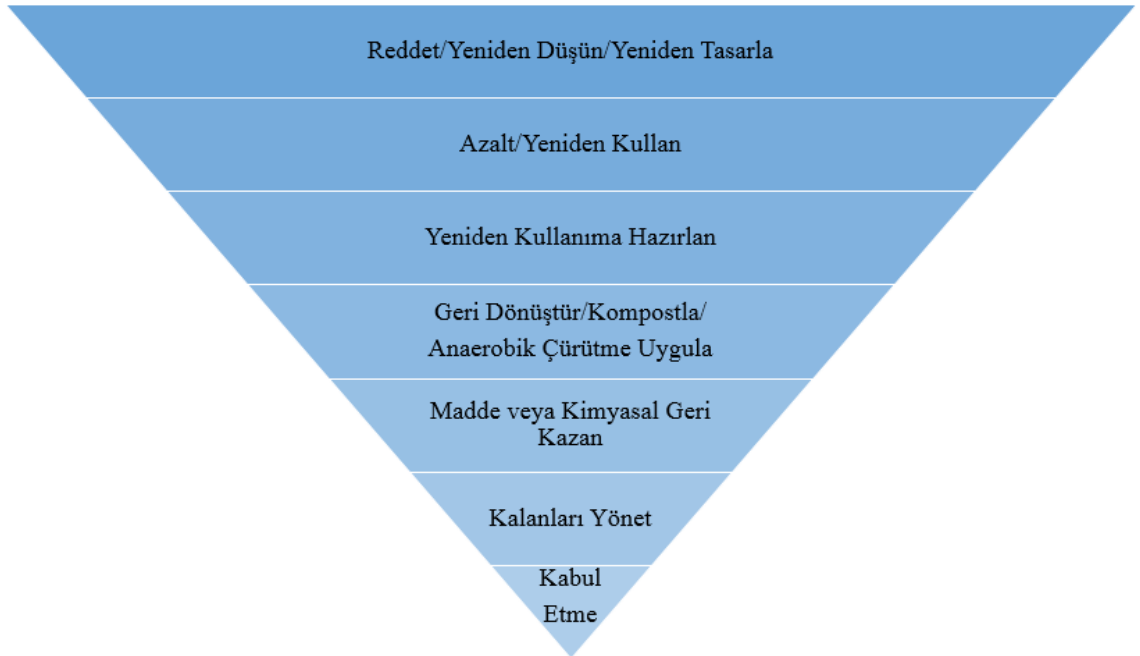 Reddet/Yeniden Düşün/Yeniden Tasarla
Azalt/Yeniden Kullan
Yeniden Kullanıma Hazırlan
Geri Dönüştür/Kompostla/
Anaerobik Çürütme Uygula
Madde veya Kimyasal Geri
Kazan
Kalanları Yönet
Kabul
Etme